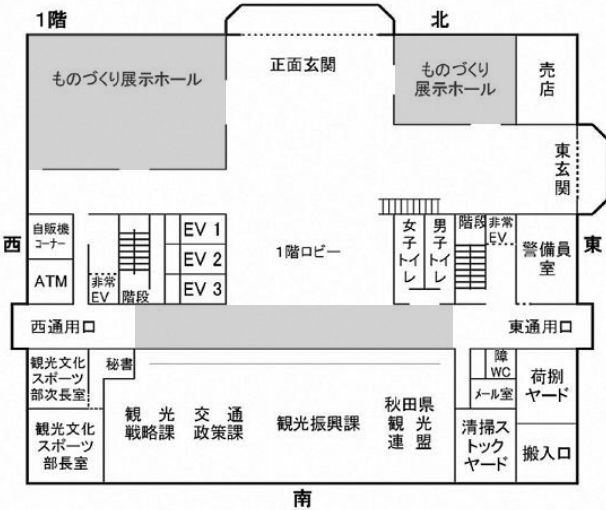 1階
北
ものづくり展示ホール
正面玄関
ものづくり
展示ホール
売店
東玄関
西
自販機
コーナー
ATM
非常
EV
階段
EV 1
EV 2
EV 3
1階ロビー
女子トイレ
男子トイレ
階段
非常
EV
警備員
室
東
西通用口
東通用口
観光文化
スポーツ
部次長室
秘書
観光文化
スポーツ
部長室
観光
戦略課
交通
政策課
観光振興課
秋田県
観光
連盟
障
WC
メール室
荷捌
ヤード
清掃ス
トック
ヤード
搬入口
南